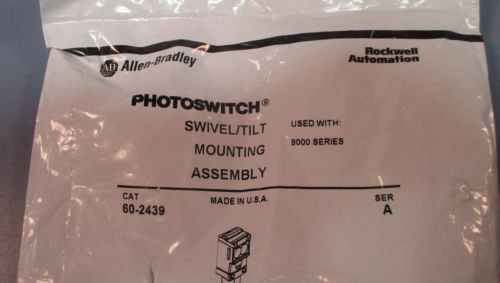 AB Allen-Bradley
Rockwell
Automation
PHOTOSWITCH®
SWIVEL/TILT
MOUNTING
ASSEMBLY
USED WITH:
9000 SERIES
CAT
60-2439
MADE IN U.S.A.
SER
A